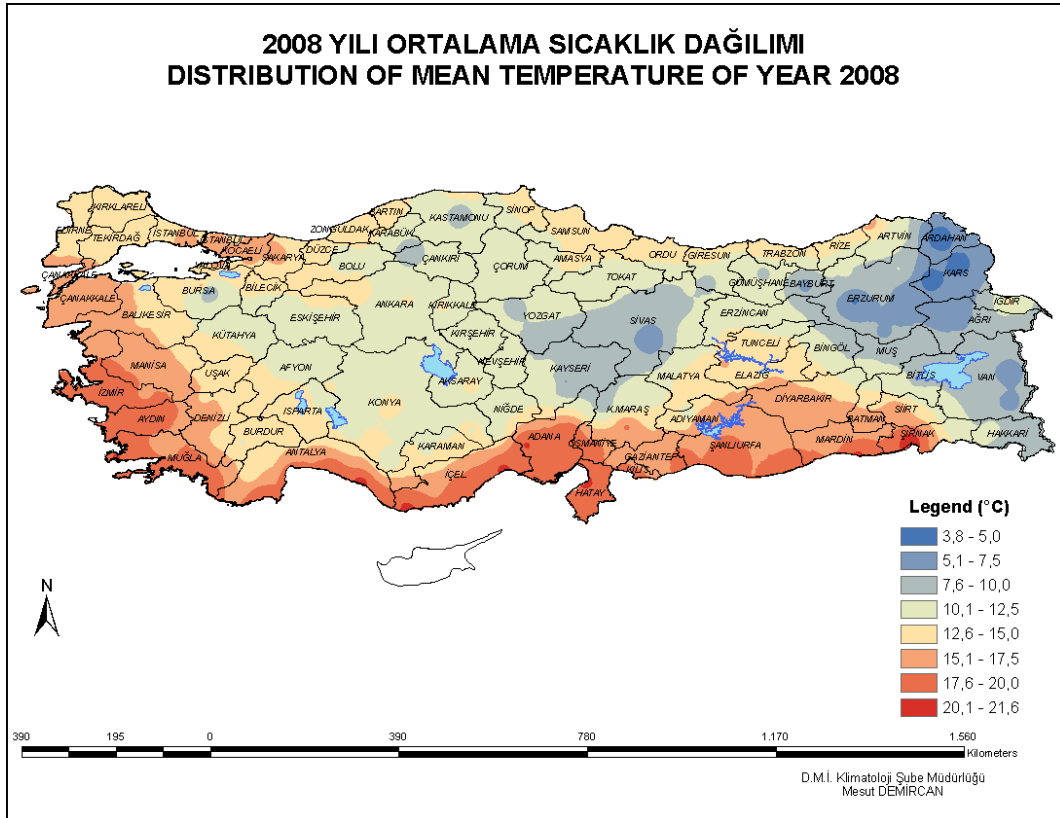 2008 YILI ORTALAMA SICAKLIK DAĞILIMI
DISTRIBUTION OF MEAN TEMPERATURE OF YEAR 2008
KIRKLARELİ
EDİRNE
TEKİRDAĞ
İSTANBUL
İSTANBUL
KOCAELİ
YALOVA
SAKARYA
DÜZCE
ZONGULDAK
BARTIN
KARABÜK
KASTAMONU
SİNOP
SAMSUN
ÇANAKKALE
ÇANAKKALE
BALIKESİR
BURSA
BİLECİK
BOLU
ÇANKIRI
ÇORUM
AMASYA
TOKAT
ORDU
GİRESUN
TRABZON
RİZE
ARTVİN
ARDAHAN
KARS
IĞDIR
AĞRI
GÜMÜŞHANE
BAYBURT
ERZURUM
ERZİNCAN
KÜTAHYA
ESKİŞEHİR
ANKARA
KIRIKKALE
YOZGAT
SİVAS
KIRŞEHİR
NEVŞEHİR
KAYSERİ
TUNCELİ
BİNGÖL
MUŞ
BİTLİS
VAN
MALATYA
ELAZIĞ
MANİSA
UŞAK
AFYON
İZMİR
AYDIN
DENİZLİ
ISPARTA
BURDUR
KONYA
AKSARAY
NİĞDE
K.MARAŞ
ADIYAMAN
DİYARBAKIR
BATMAN
SİİRT
ŞIRNAK
HAKKARİ
MARDİN
ŞANLIURFA
GAZİANTEP
KİLİS
OSMANİYE
ADANA
HATAY
İÇEL
KARAMAN
ANTALYA
MUĞLA
Legend (°C)
3,8 - 5,0
5,1 - 7,5
7,6 - 10,0
10,1 - 12,5
12,6 - 15,0
15,1 - 17,5
17,6 - 20,0
20,1 - 21,6
N
390 195 0 390 780 1.170 1.560
Kilometers
D.M.İ. Klimatoloji Şube Müdürlüğü
Mesut DEMİRCAN